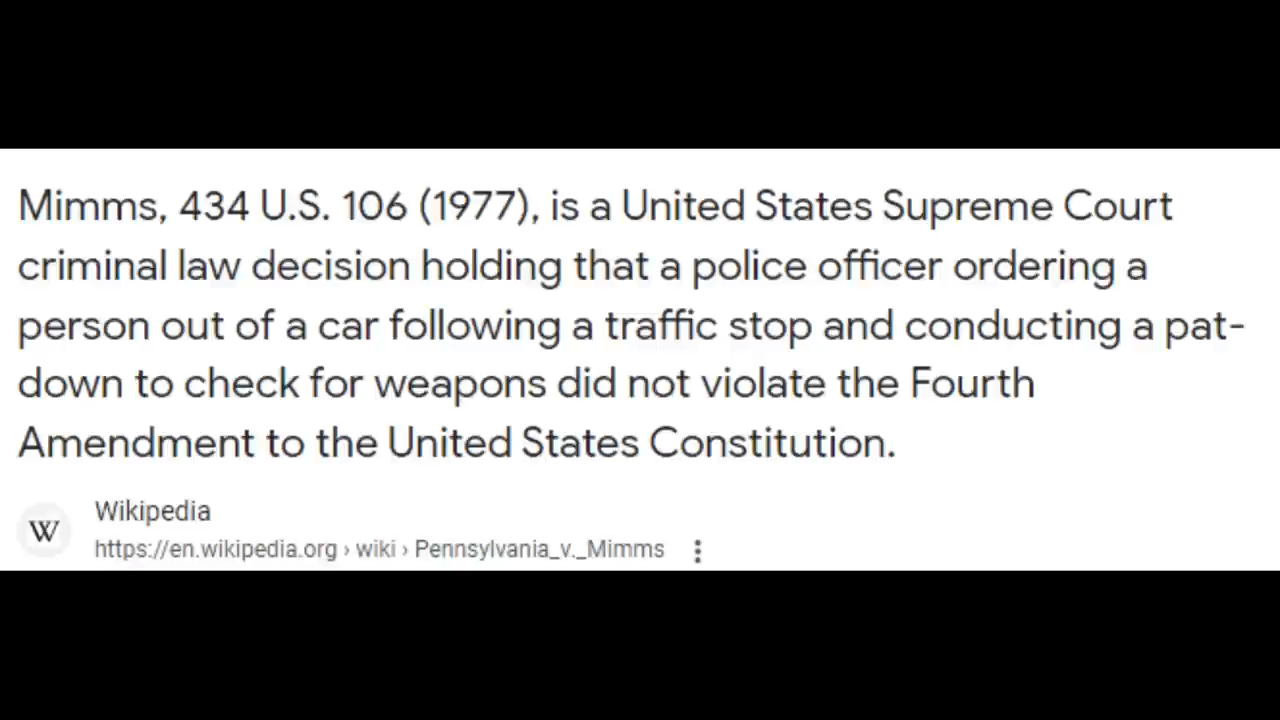 Mimms, 434 U.S. 106 (1977), is a United States Supreme Court
criminal law decision holding that a police officer ordering a
person out of a car following a traffic stop and conducting a pat-
down to check for weapons did not violate the Fourth
Amendment to the United States Constitution.
W
Wikipedia
https://en.wikipedia.org › wiki › Pennsylvania_v._Mimms